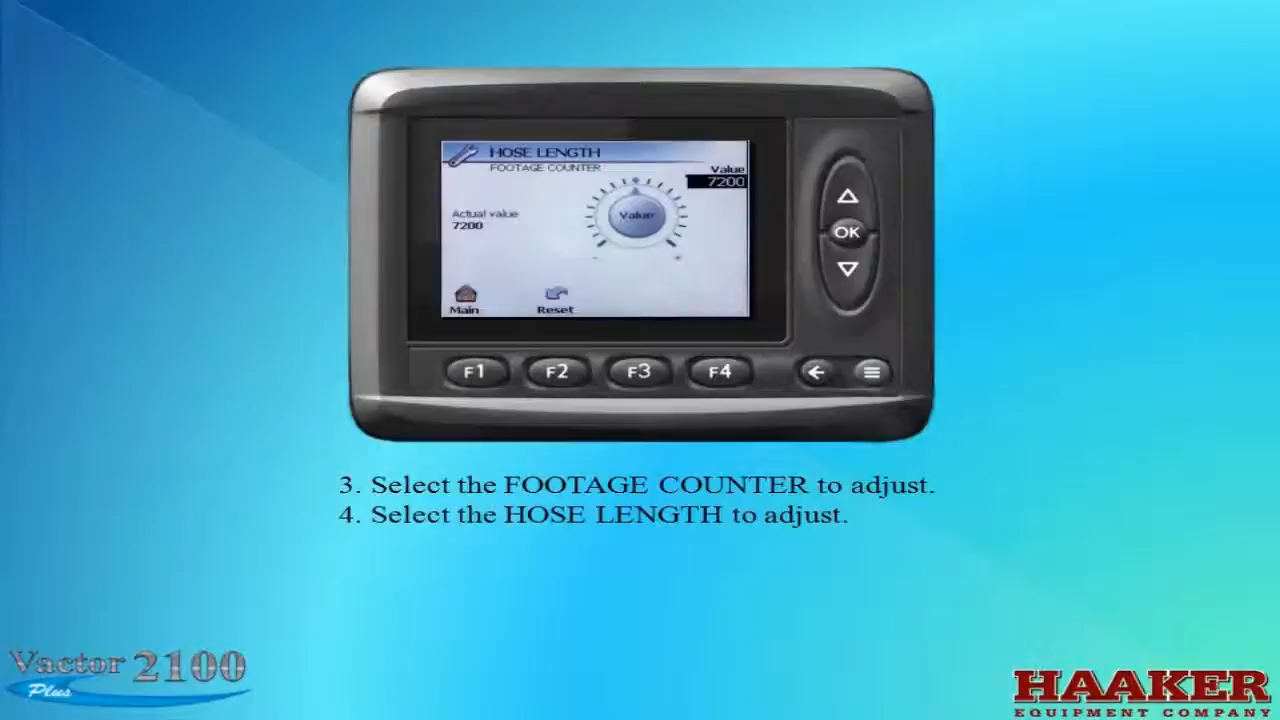 HOSE LENGTH
FOOTAGE COUNTER
Value
7200
Value
Actual value
7200
Main
Reset
OK
F1
F2
F3
F4
3. Select the FOOTAGE COUNTER to adjust.
4. Select the HOSE LENGTH to adjust.
Vactor 2100
Plus
HAAKER
EQUIPMENT COMPANY